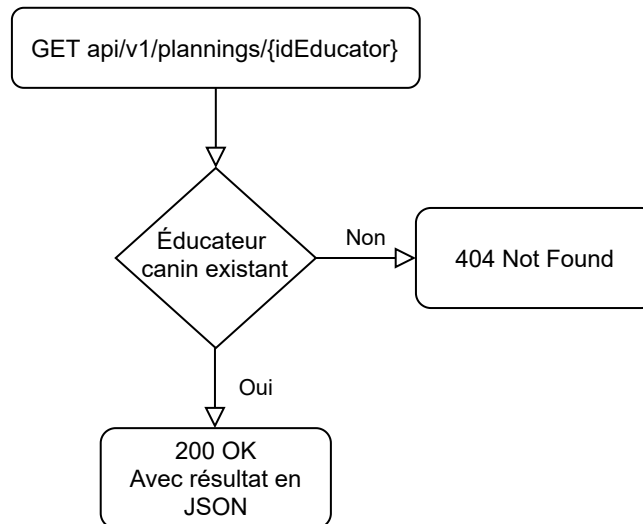 GET api/v1/plannings/{idEducator}
Éducateur
canin existant
Non
404 Not Found
Oui
200 OK
Avec résultat en
JSON